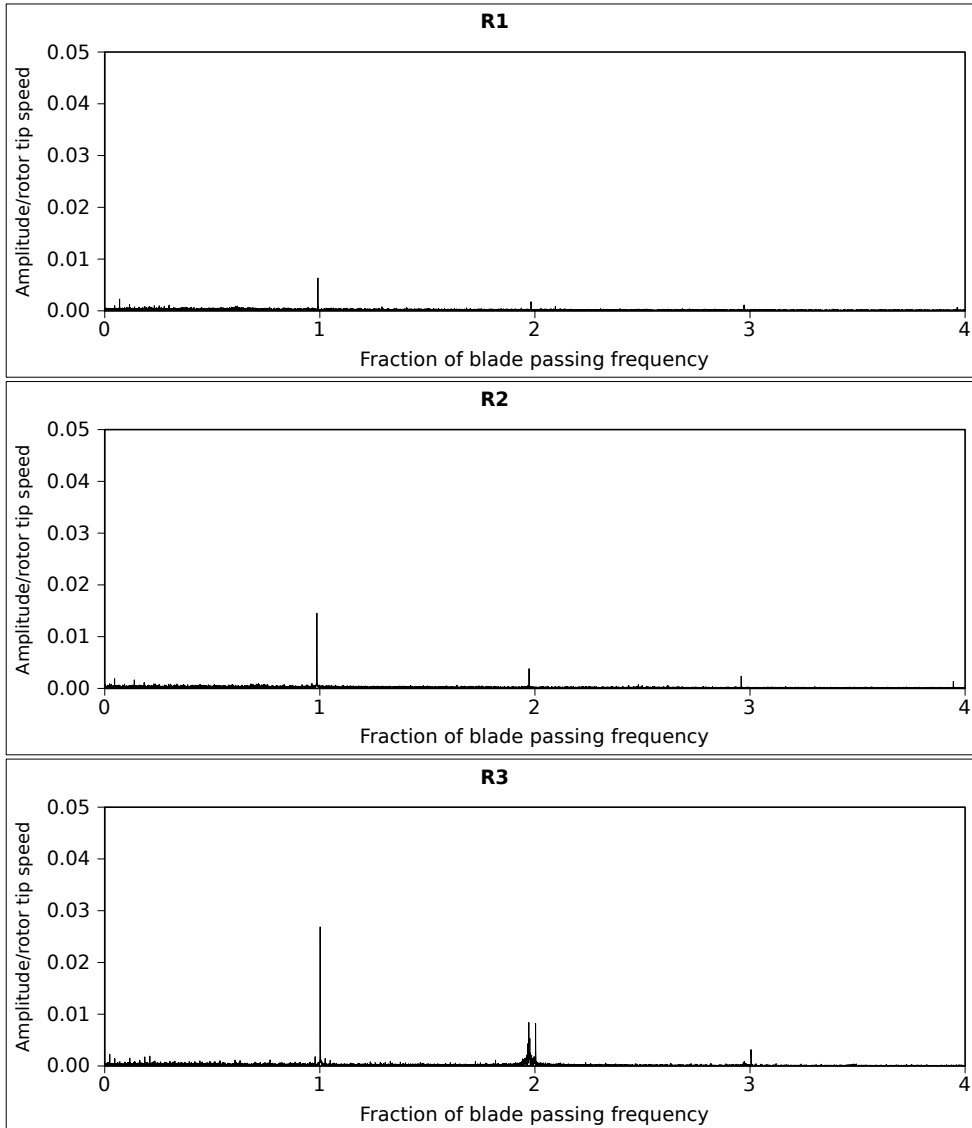 R1
0.05
0.04
0.03
0.02
0.01
0.00
Amplitude/rotor tip speed
0 1 2 3 4
Fraction of blade passing frequency
R2
0.05
0.04
0.03
0.02
0.01
0.00
Amplitude/rotor tip speed
0 1 2 3 4
Fraction of blade passing frequency
R3
0.05
0.04
0.03
0.02
0.01
0.00
Amplitude/rotor tip speed
0 1 2 3 4
Fraction of blade passing frequency